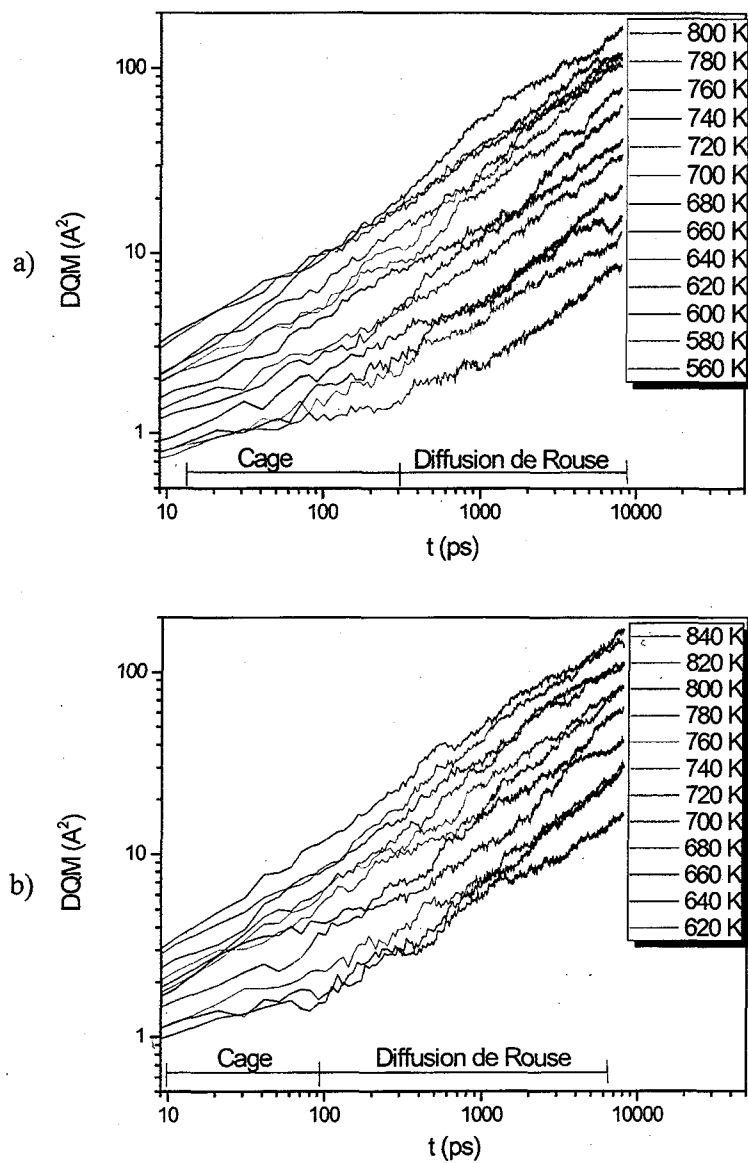 a)
DQM (A²)
100
10
1
10
100
1000
10000
t (ps)
Cage
Diffusion de Rouse
800 K
780 K
760 K
740 K
720 K
700 K
680 K
660 K
640 K
620 K
600 K
580 K
560 K
b)
DQM (A²)
100
10
1
10
100
1000
10000
t (ps)
Cage
Diffusion de Rouse
840 K
820 K
800 K
780 K
760 K
740 K
720 K
700 K
680 K
660 K
640 K
620 K